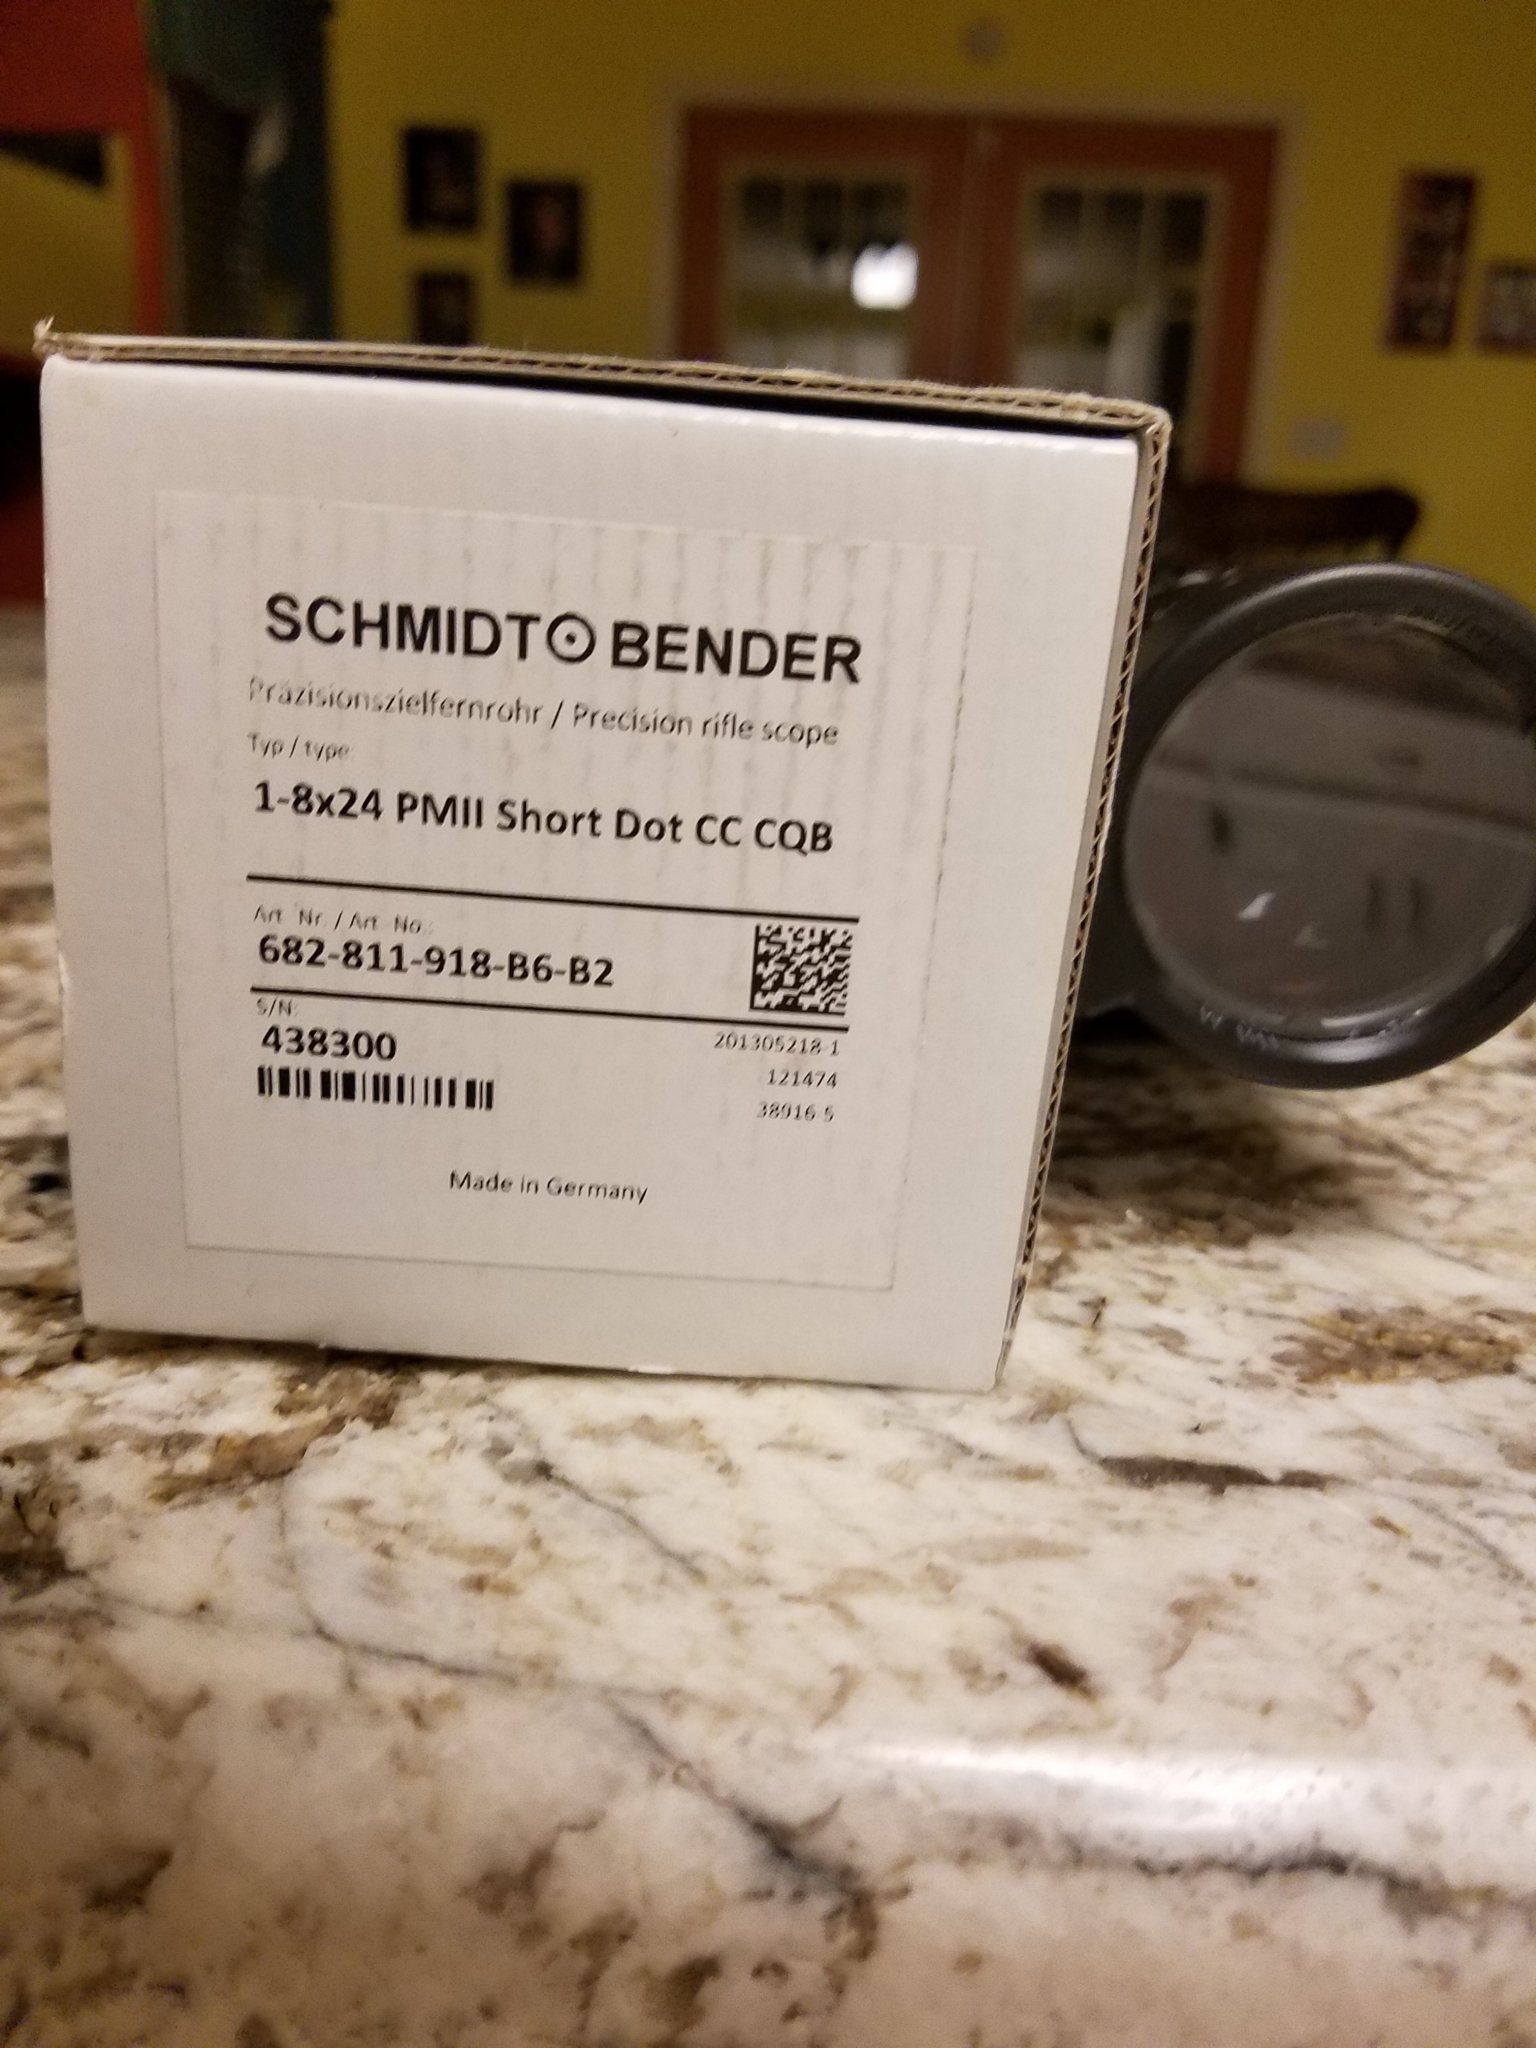 SCHMIDT BENDER
Präzisionszielfernrohr / Precision rifle scope
Typ / type:
1-8x24 PMII Short Dot CC CQB
Art. Nr. / Art. No.:
682-811-918-B6-B2
S/N:
438300
201305218-1
121474
38916-5
Made in Germany